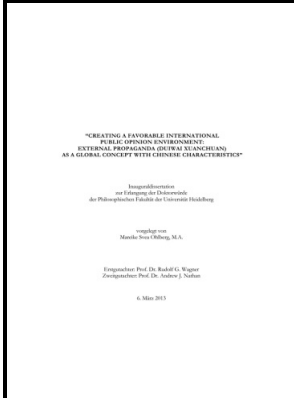 "CREATING A FAVORABLE INTERNATIONAL
PUBLIC OPINION ENVIRONMENT:
EXTERNAL PROPAGANDA (DUIWAI XUANCHUAN)
AS A GLOBAL CONCEPT WITH CHINESE CHARACTERISTICS"
Inauguraldissertation
zur Erlangung der Doktorwürde
der Philosophischen Fakultät der Universität Heidelberg
vorgelegt von
Mareike Svea Ohlberg, M.A.
Erstgutachter: Prof. Dr. Rudolf G. Wagner
Zweitgutachter: Prof. Dr. Andrew J. Nathan
6. März 2013